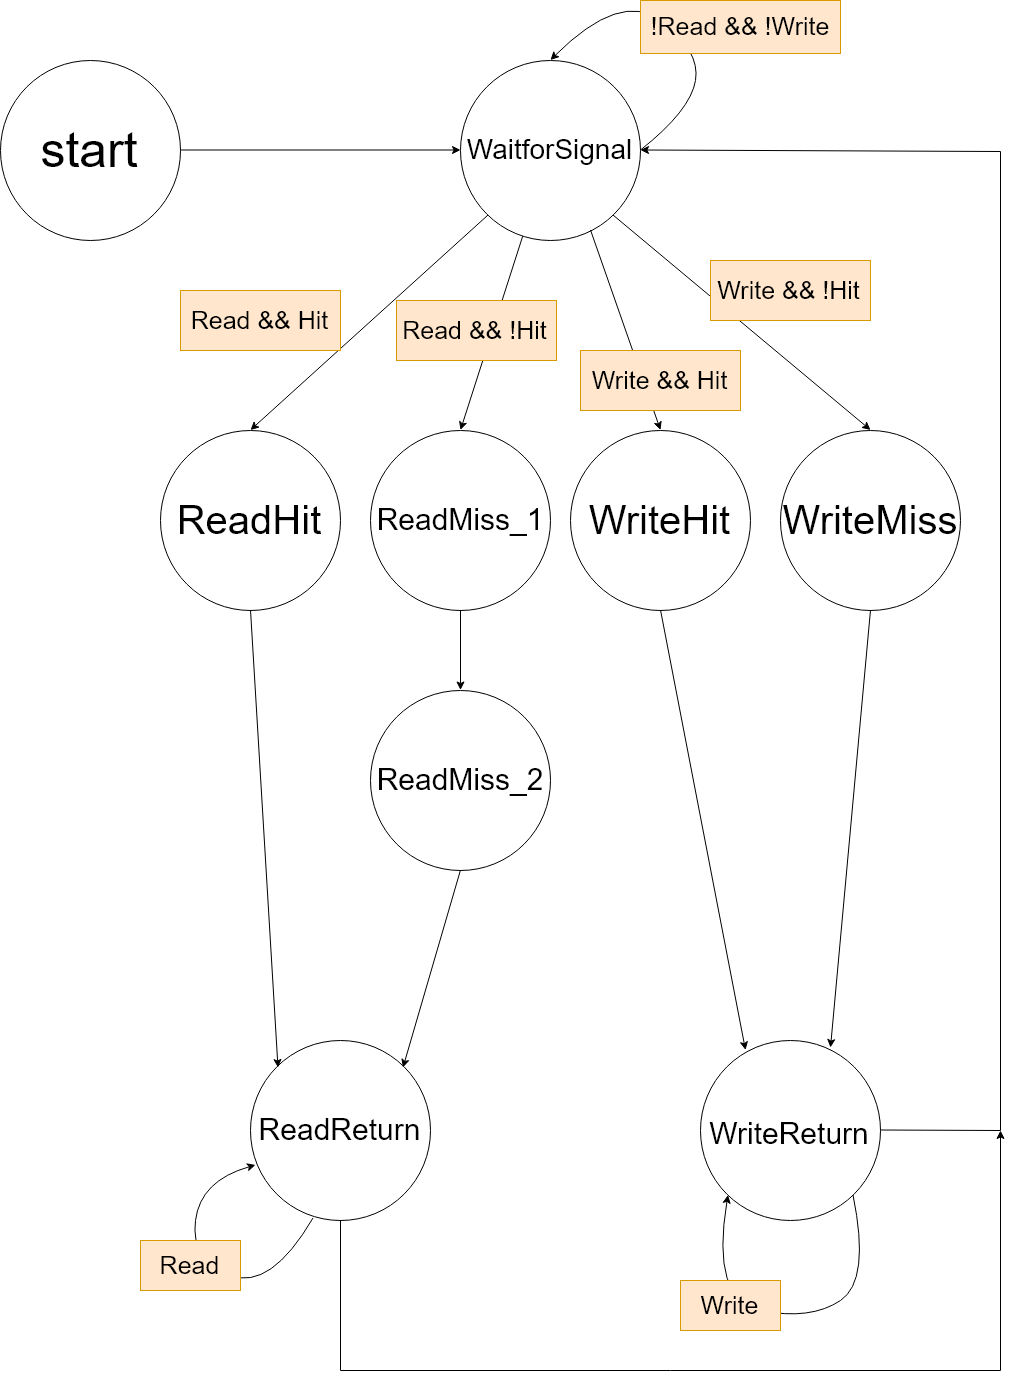 !Read && !Write
start
WaitforSignal
Write && !Hit
Read && Hit
Read && !Hit
Write && Hit
ReadHit
ReadMiss_1
WriteHit
WriteMiss
ReadMiss_2
ReadReturn
WriteReturn
Read
Write